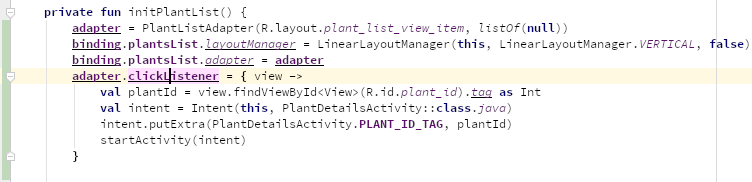 private fun initPlantList() {
adapter = PlantListAdapter(R.layout.plant_list_view_item, listOf(null))
binding.plantsList.layoutManager = LinearLayoutManager(this, LinearLayoutManager.VERTICAL, false)
binding.plantsList.adapter = adapter
adapter.clickListener = { view ->
val plantId = view.findViewById<View>(R.id.plant_id).tag as Int
val intent = Intent(this, PlantDetailsActivity::class.java)
intent.putExtra(PlantDetailsActivity.PLANT_ID_TAG, plantId)
startActivity(intent)
}